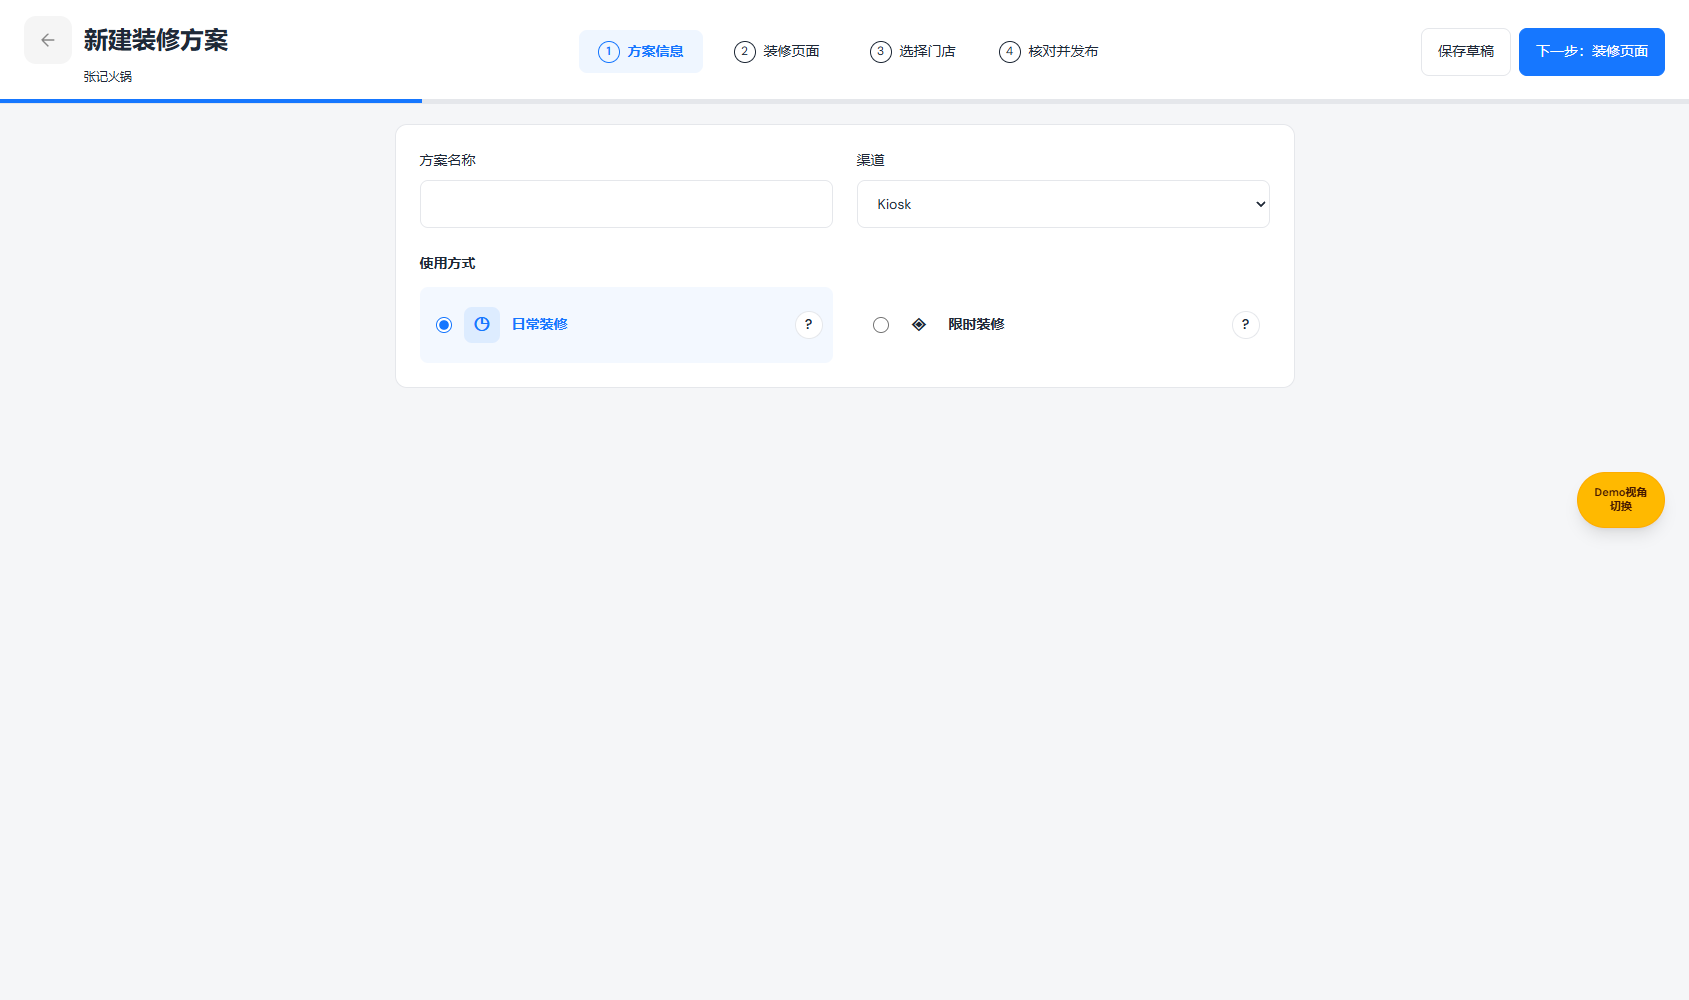 新建装修方案
张记火锅
1 方案信息
2 装修页面
3 选择门店
4 核对并发布
保存草稿
下一步：装修页面
方案名称
渠道
Kiosk
使用方式
日常装修
?
限时装修
?
Demo视角
切换